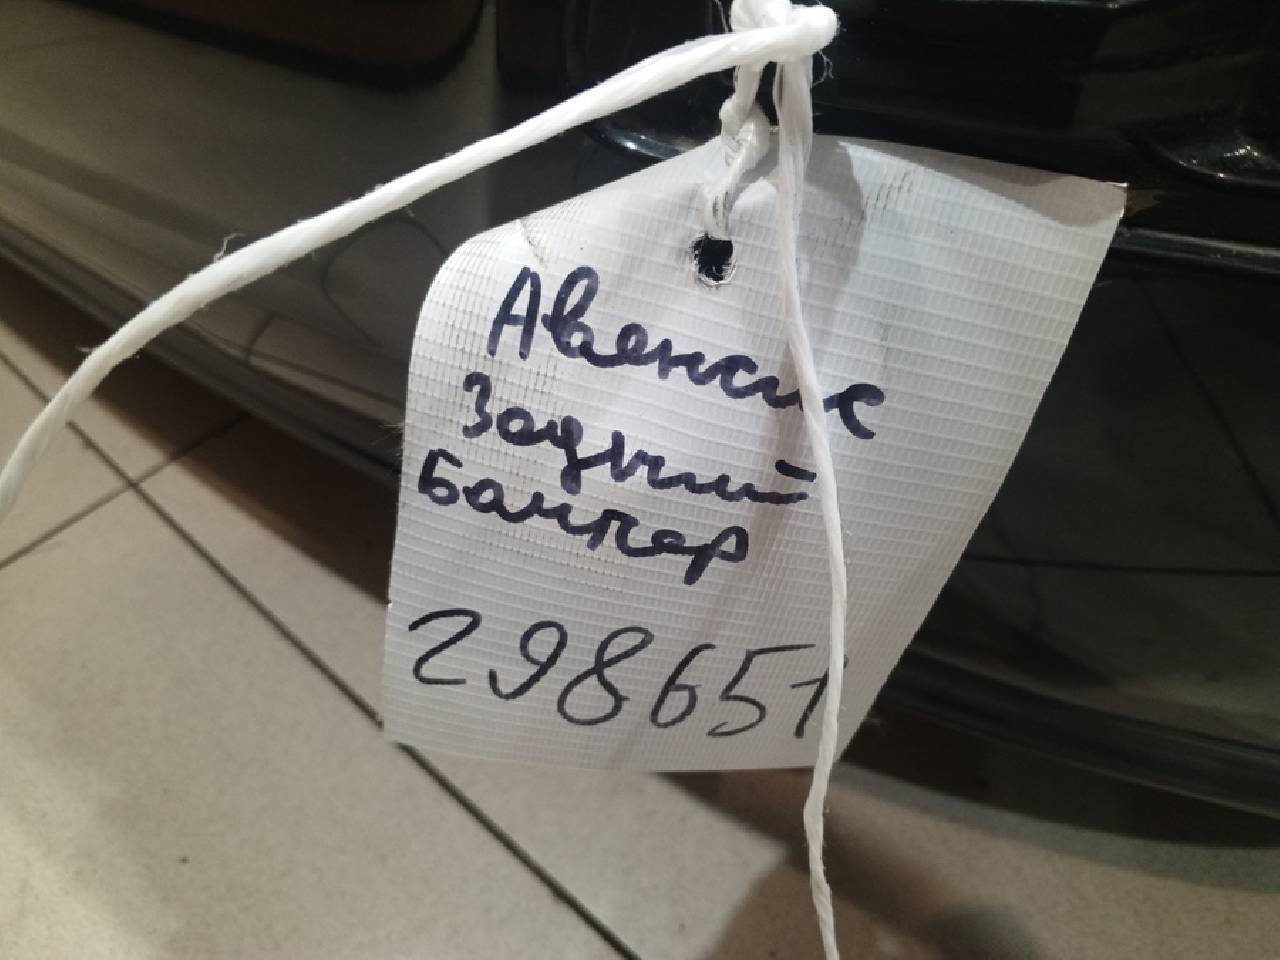 Авенсис
Задний
Бампер
298651